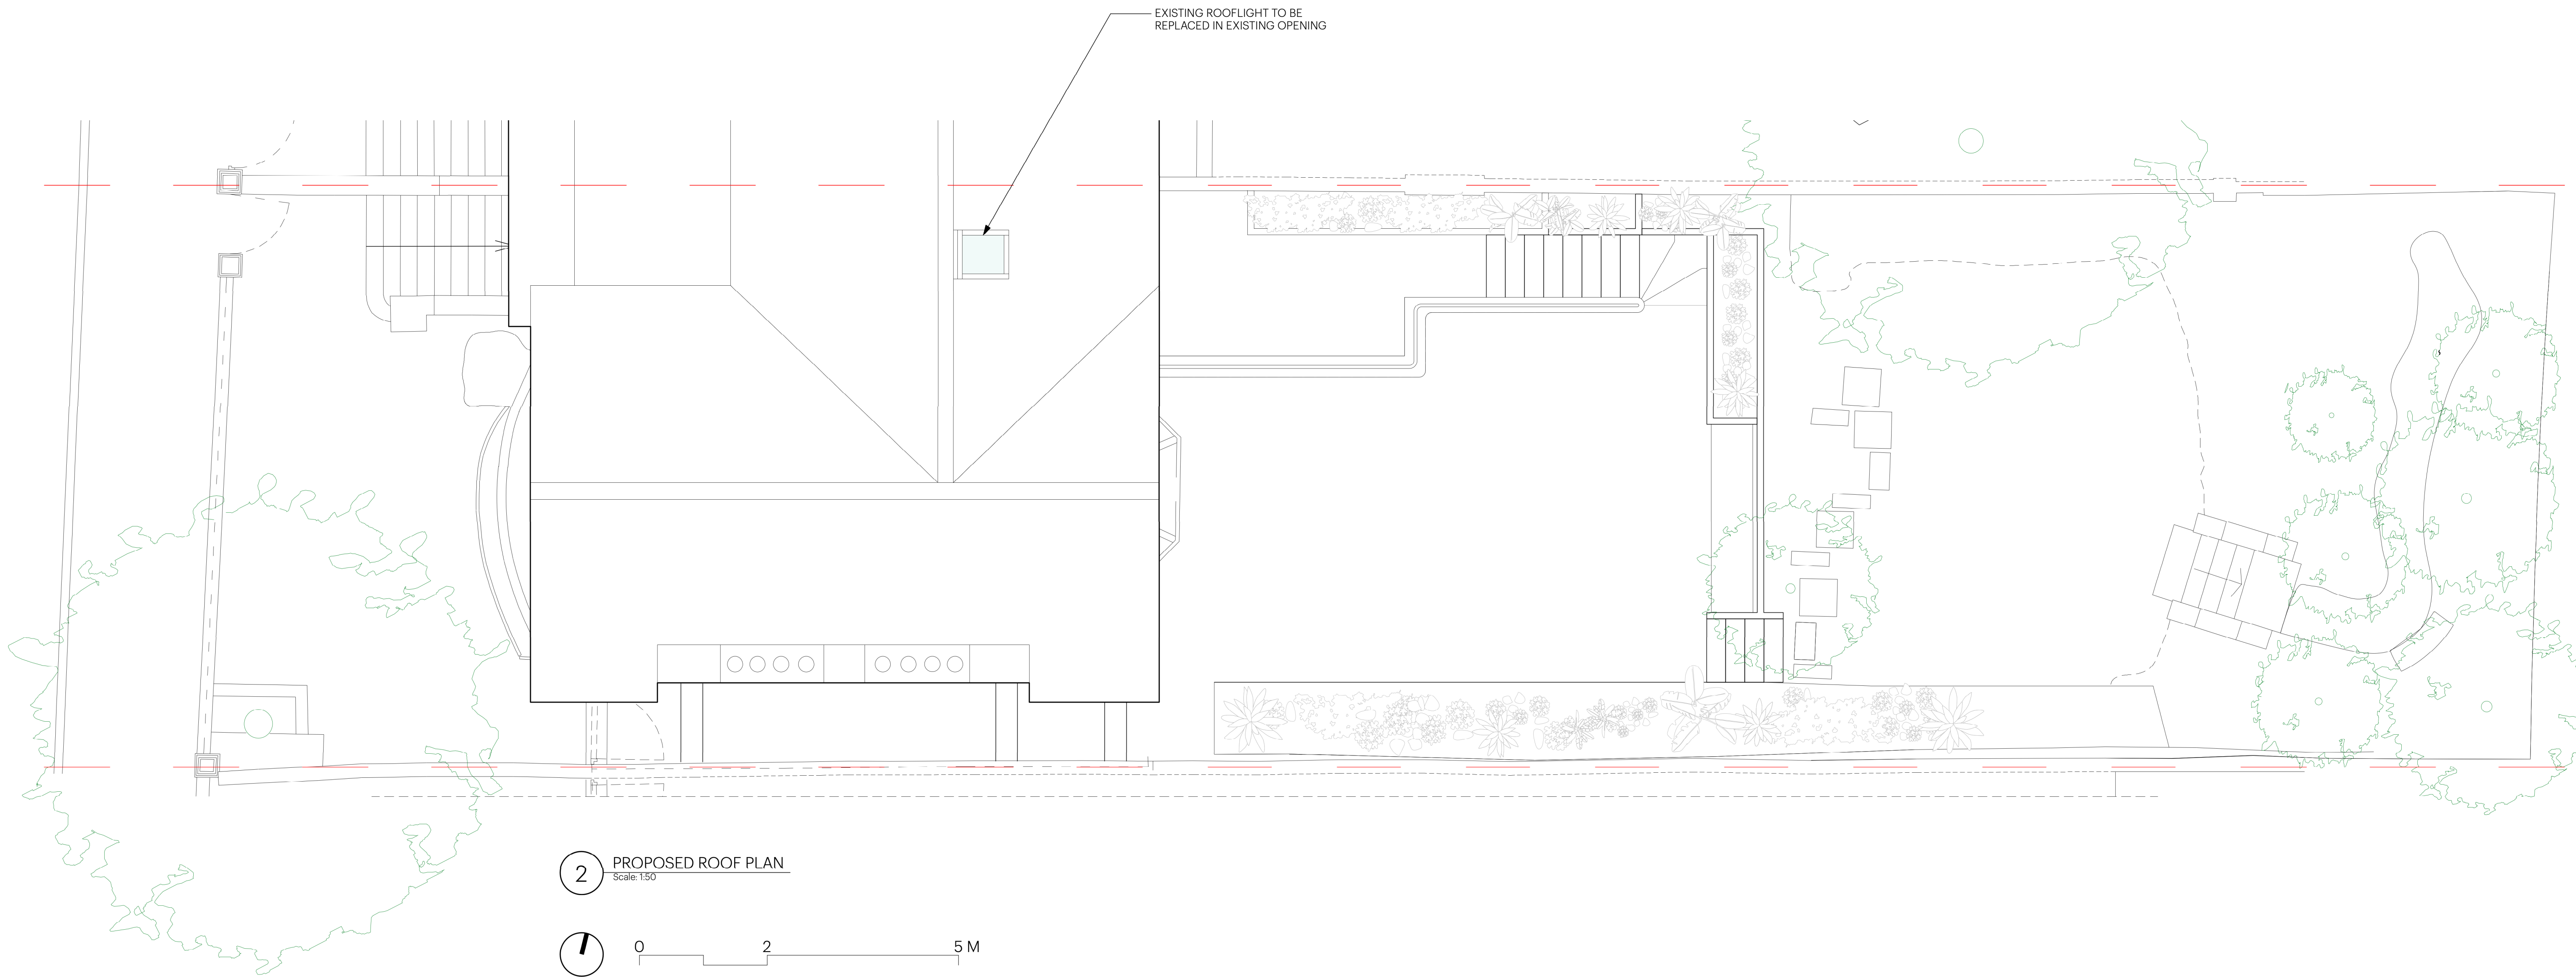 EXISTING ROOFLIGHT TO BE
REPLACED IN EXISTING OPENING
2
PROPOSED ROOF PLAN
Scale: 1:50
0 2 5 M